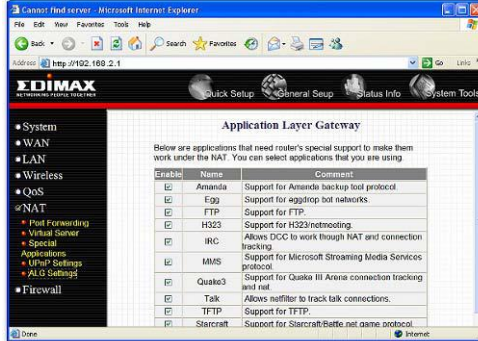 Cannot find server - Microsoft Internet Explorer
File Edit View Favorites Tools Help
Back Search Favorites
Address http://192.168.2.1 Go Links
EDIMAX
NETWORKING PEOPLE TOGETHER
Quick Setup General Seup Status Info System Tools
System
WAN
LAN
Wireless
QoS
NAT
Port Forwarding
Virtual Server
Special
Applications
UPnP Settings
ALG Settings
Firewall
Application Layer Gateway
Below are applications that need router's special support to make them
work under the NAT. You can select applications that you are using.
Enable Name Comment
Amanda Support for Amanda backup tool protocol.
Egg Support for eggdrop bot networks.
FTP Support for FTP.
H323 Support for H323/netmeeting.
IRC Allows DCC to work though NAT and connection
tracking.
MMS Support for Microsoft Streaming Media Services
protocol.
Quake3 Support for Quake III Arena connection tracking
and nat.
Talk Allows netfilter to track talk connections.
TFTP Support for TFTP.
Starcraft Support for Starcraft/Battle.net game protocol.
Done Internet